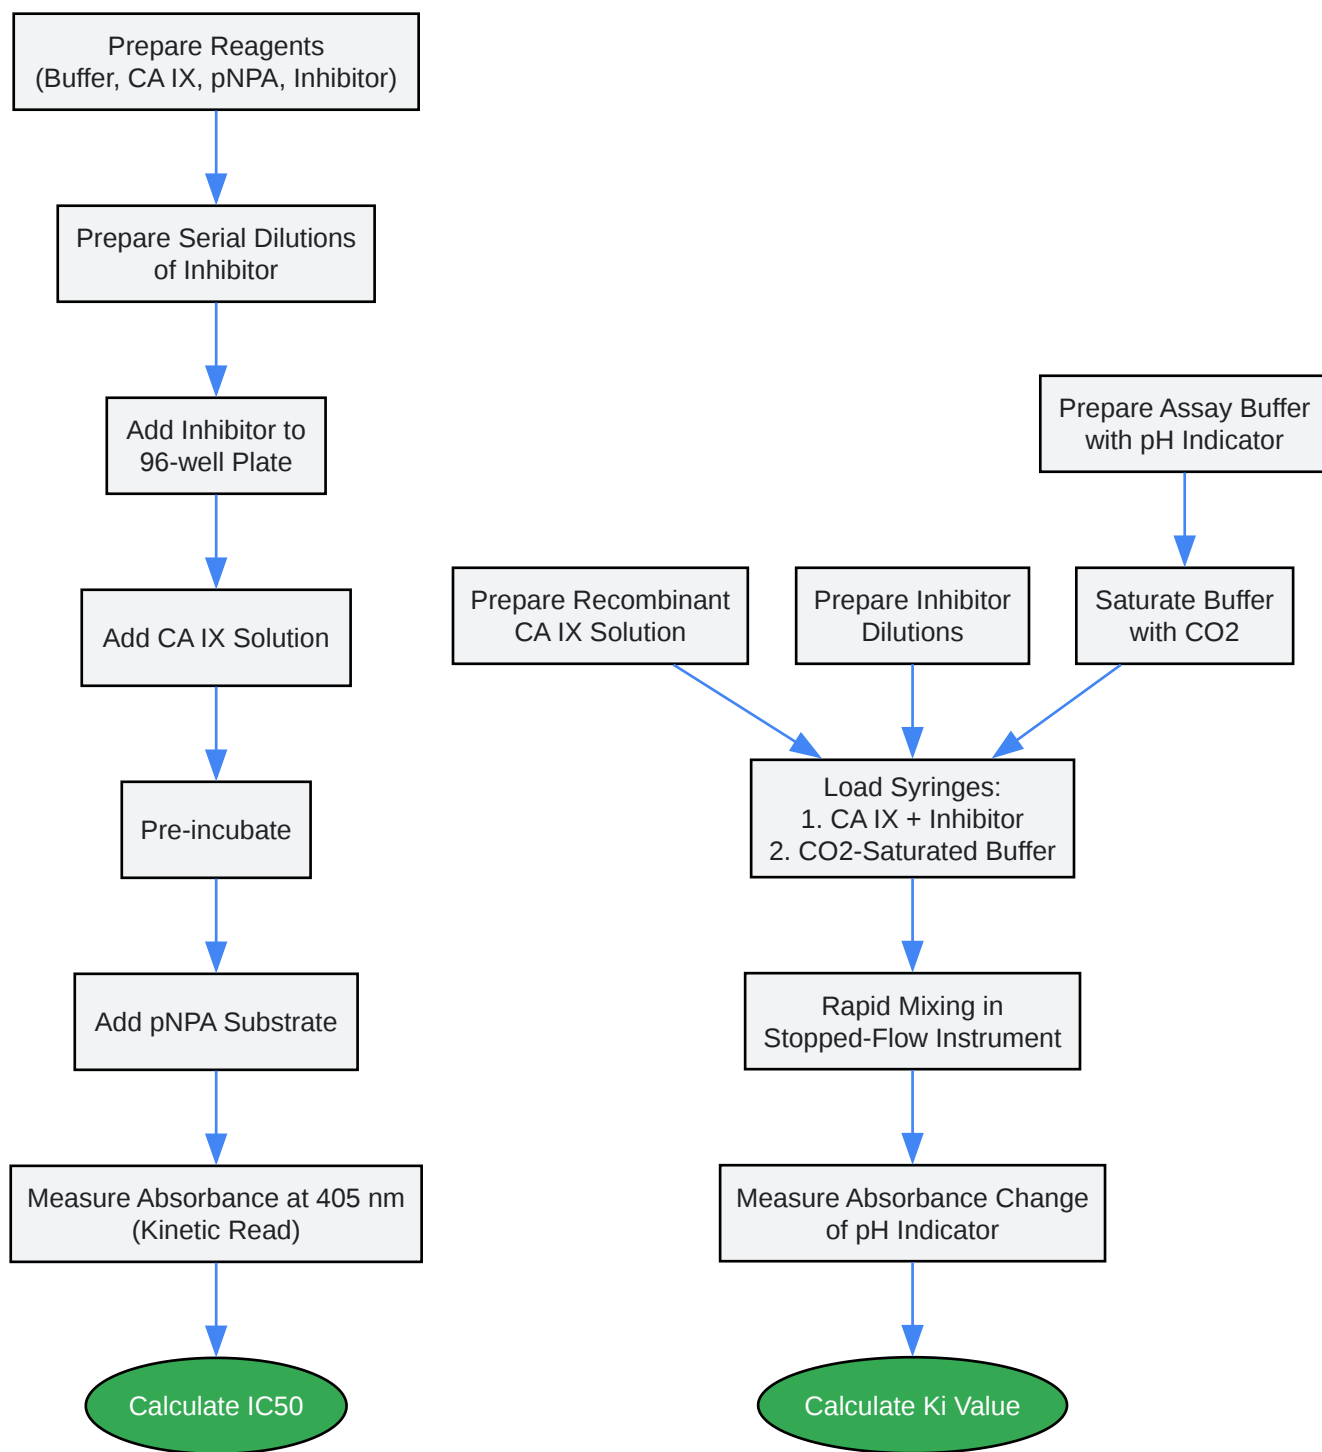 Prepare Reagents
(Buffer, CA IX, pNPA, Inhibitor)
Prepare Serial Dilutions
of Inhibitor
Add Inhibitor to
96-well Plate
Add CA IX Solution
Pre-incubate
Add pNPA Substrate
Measure Absorbance at 405 nm
(Kinetic Read)
Calculate IC50
Prepare Assay Buffer
with pH Indicator
Prepare Recombinant
CA IX Solution
Prepare Inhibitor
Dilutions
Saturate Buffer
with CO2
Load Syringes:
1. CA IX + Inhibitor
2. CO2-Saturated Buffer
Rapid Mixing in
Stopped-Flow Instrument
Measure Absorbance Change
of pH Indicator
Calculate Ki Value